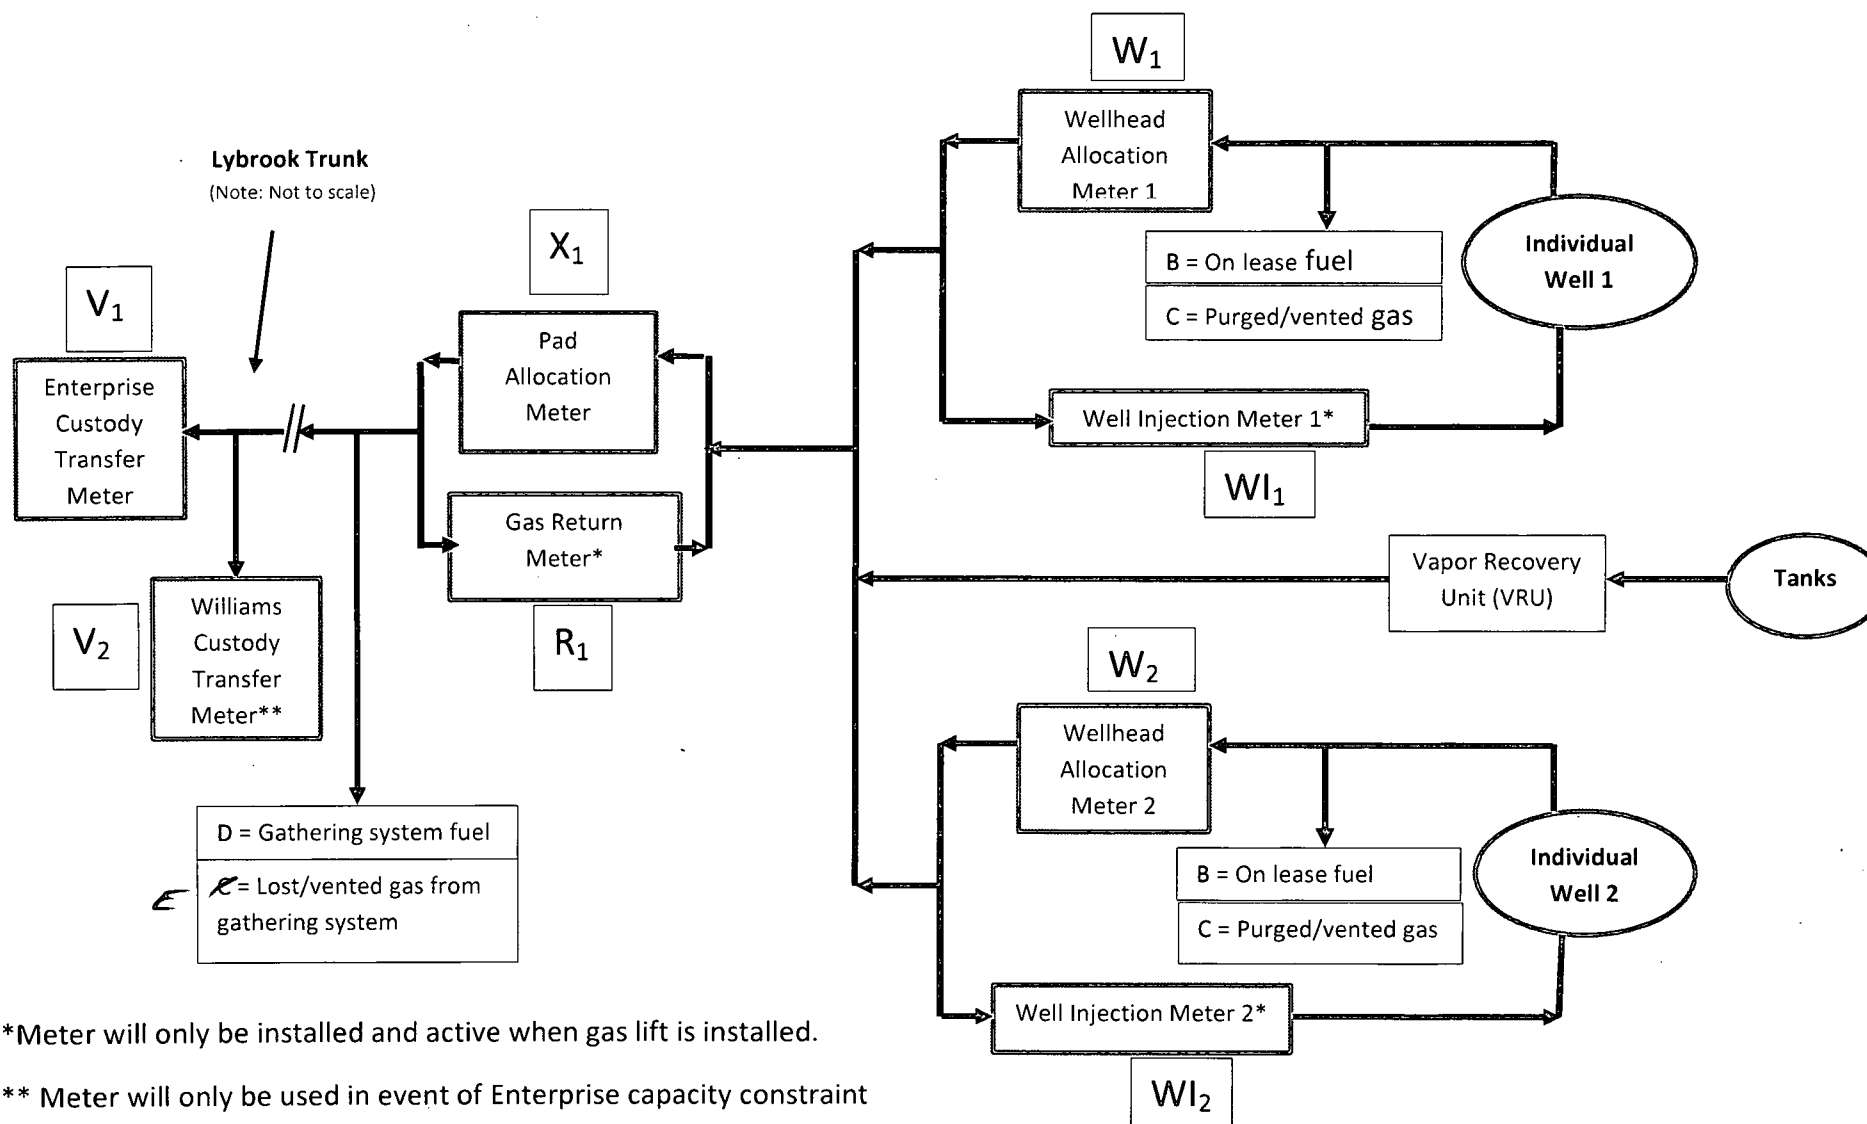 W₁
Wellhead
Allocation
Meter 1
Lybrook Trunk
(Note: Not to scale)
X₁
Individual
Well 1
B = On lease fuel
C = Purged/vented gas
V₁
Pad
Allocation
Meter
Enterprise
Custody
Transfer
Meter
Well Injection Meter 1*
WI₁
Gas Return
Meter*
Vapor Recovery
Unit (VRU)
Tanks
R₁
Williams
Custody
Transfer
Meter**
V₂
W₂
Wellhead
Allocation
Meter 2
D = Gathering system fuel
E C = Lost/vented gas from
gathering system
Individual
Well 2
B = On lease fuel
C = Purged/vented gas
Well Injection Meter 2*
WI₂
*Meter will only be installed and active when gas lift is installed.
** Meter will only be used in event of Enterprise capacity constraint